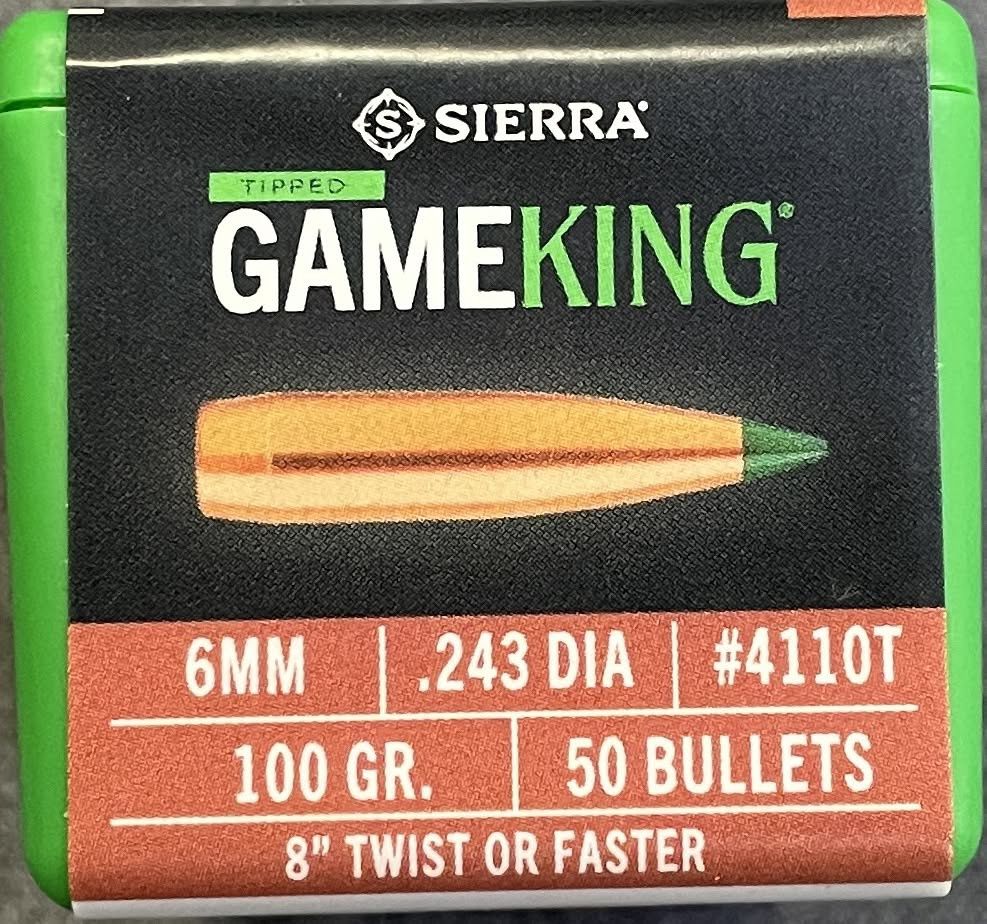 S SIERRA
TIPPED
GAMEKING®
6MM .243 DIA #4110T
100 GR. 50 BULLETS
8” TWIST OR FASTER